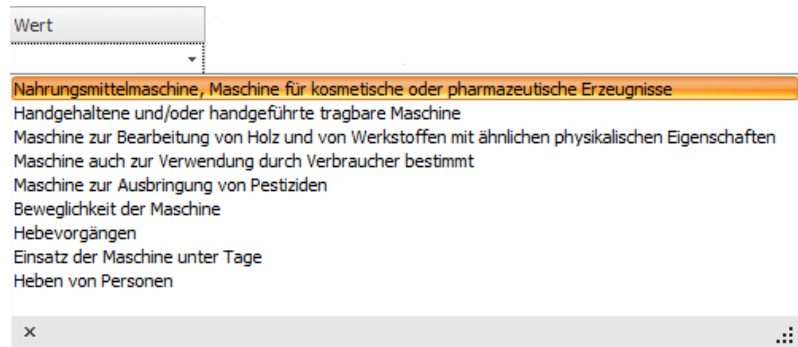 Wert
Nahrungsmittelmaschine, Maschine für kosmetische oder pharmazeutische Erzeugnisse
Handgehaltene und/oder handgeführte tragbare Maschine
Maschine zur Bearbeitung von Holz und von Werkstoffen mit ähnlichen physikalischen Eigenschaften
Maschine auch zur Verwendung durch Verbraucher bestimmt
Maschine zur Ausbringung von Pestiziden
Beweglichkeit der Maschine
Hebevorgängen
Einsatz der Maschine unter Tage
Heben von Personen